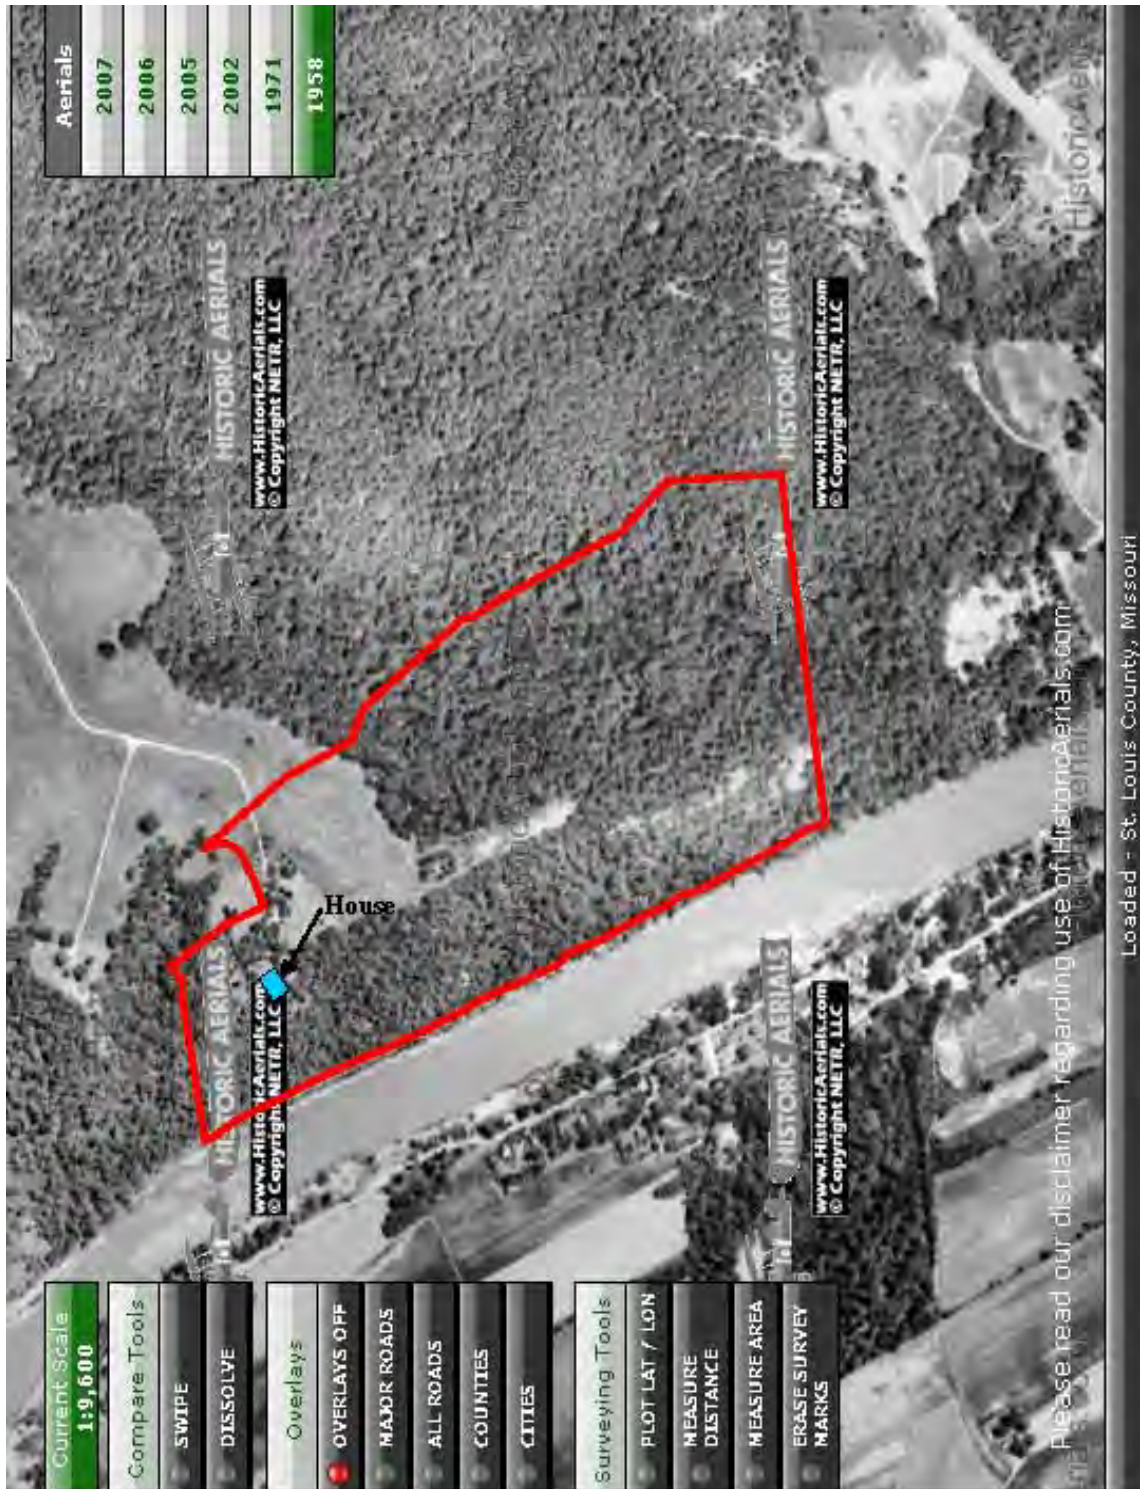 Current Scale
1:9,600
Compare Tools
SWIPE
DISSOLVE
Overlays
OVERLAYS OFF
MAJOR ROADS
ALL ROADS
COUNTIES
CITIES
Surveying Tools
PLOT LAT / LON
MEASURE
DISTANCE
MEASURE AREA
ERASE SURVEY
MARKS
Aerials
2007
2006
2005
2002
1971
1958
HISTORIC AERIALS
www.HistoricAerials.com
© Copyright NETR, LLC
HISTORIC AERIALS
www.HistoricAerials.com
© Copyright NETR, LLC
House
HISTORIC AERIALS
www.HistoricAerials.com
© Copyright NETR, LLC
HISTORIC AERIALS
www.HistoricAerials.com
© Copyright NETR, LLC
Please read our disclaimer regarding use of HistoricAerials.com
Loaded - St. Louis County, Missouri